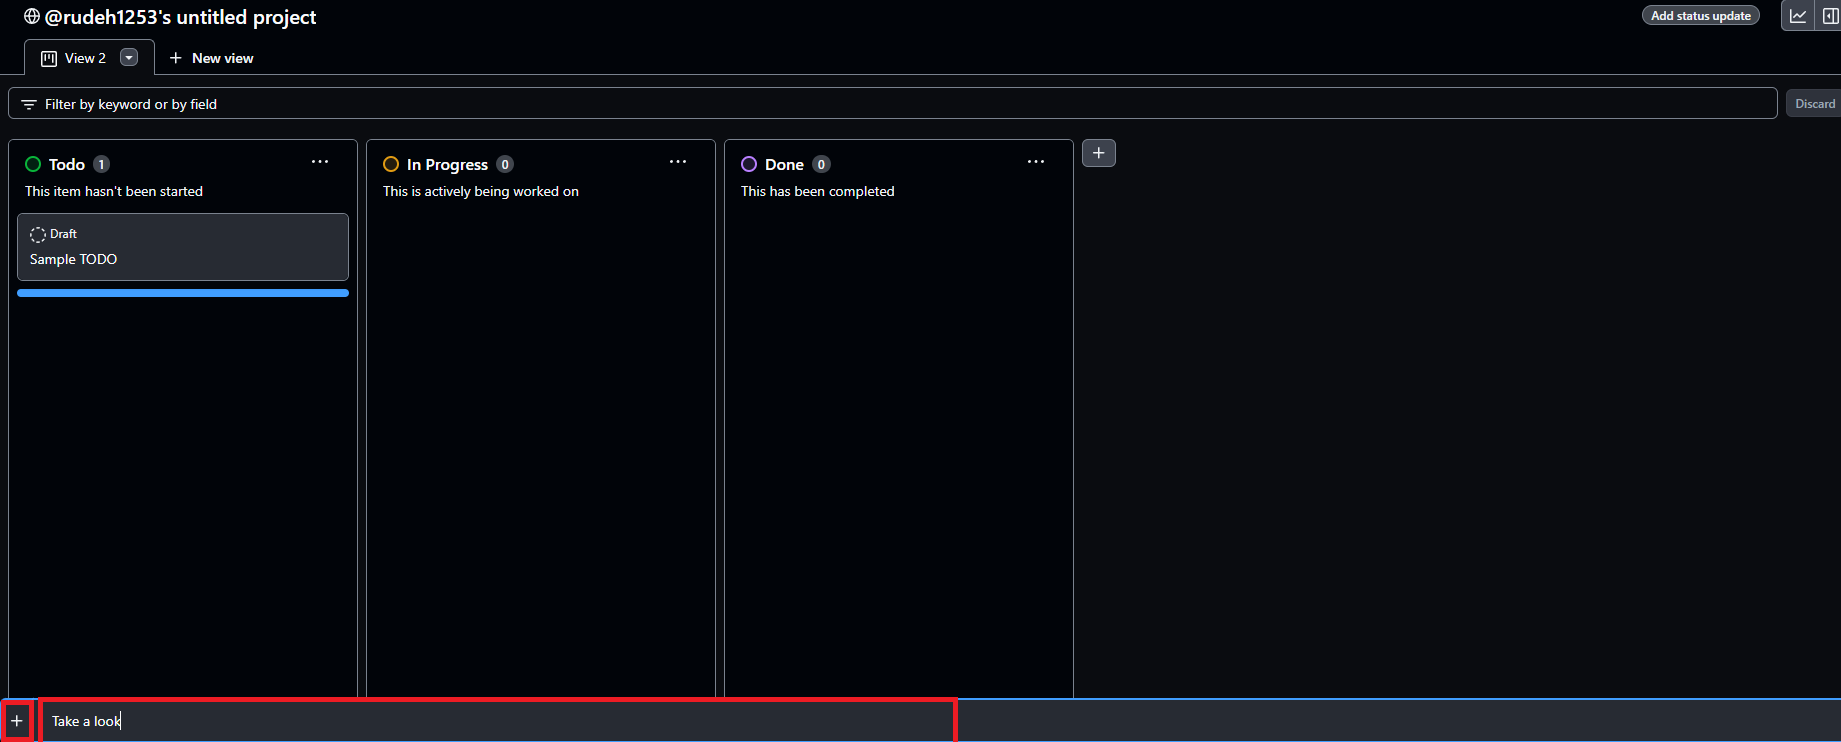 @rudeh1253's untitled project
Add status update
View 2
New view
Filter by keyword or by field
Discard
Todo 1
This item hasn't been started
Draft
Sample TODO
In Progress 0
This is actively being worked on
Done 0
This has been completed
Take a look